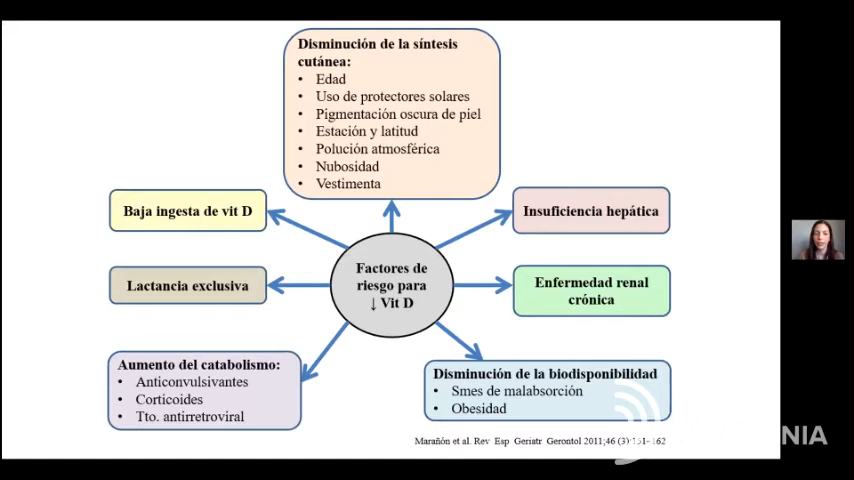 Disminución de la síntesis
cutánea:
• Edad
• Uso de protectores solares
• Pigmentación oscura de piel
• Estación y latitud
• Polución atmosférica
• Nubosidad
• Vestimenta
Baja ingesta de vit D
Insuficiencia hepática
Factores de
riesgo para
↓ Vit D
Lactancia exclusiva
Enfermedad renal
crónica
Aumento del catabolismo:
• Anticonvulsivantes
• Corticoides
• Tto. antirretroviral
Disminución de la biodisponibilidad
• Smes de malabsorción
• Obesidad
Marañón et al. Rev Esp Geriatr Gerontol 2011;46 (3):151-162